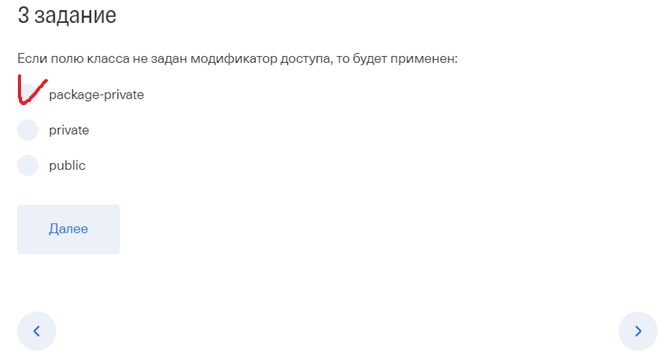 3 задание
Если полю класса не задан модификатор доступа, то будет применен:
package-private
private
public
Далее